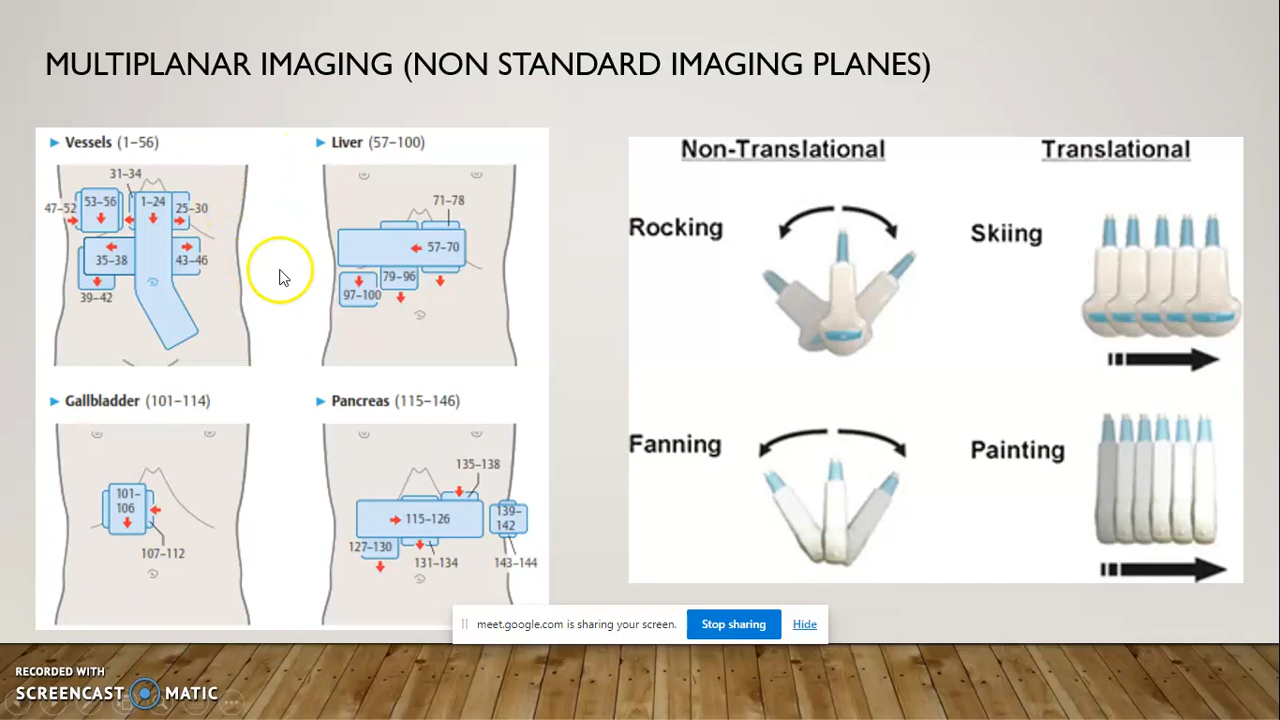 MULTIPLANAR IMAGING (NON STANDARD IMAGING PLANES)
Vessels (1–56)
31–34
47–52
53–56
1–24
25–30
35–38
43–46
39–42
Liver (57–100)
71–78
57–70
79–96
97–100
Gallbladder (101–114)
101–
106
107–112
Pancreas (115–146)
135–138
115–126
139–
142
127–130
131–134
143–144
Non-Translational
Translational
Rocking
Skiing
Fanning
Painting
meet.google.com is sharing your screen.
Stop sharing
Hide
RECORDED WITH
SCREENCAST MATIC